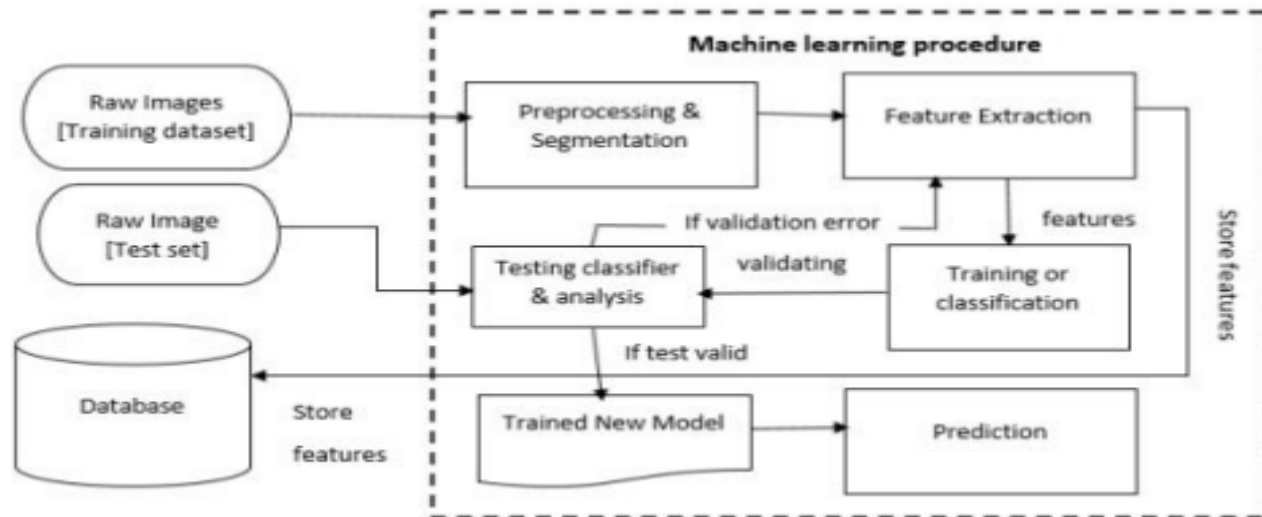 Machine learning procedure
Raw Images
[Training dataset]
Preprocessing &
Segmentation
Feature Extraction
Raw Image
[Test set]
If validation error
features
Store features
Testing classifier
& analysis
validating
Training or
classification
If test valid
Database
Store
features
Trained New Model
Prediction